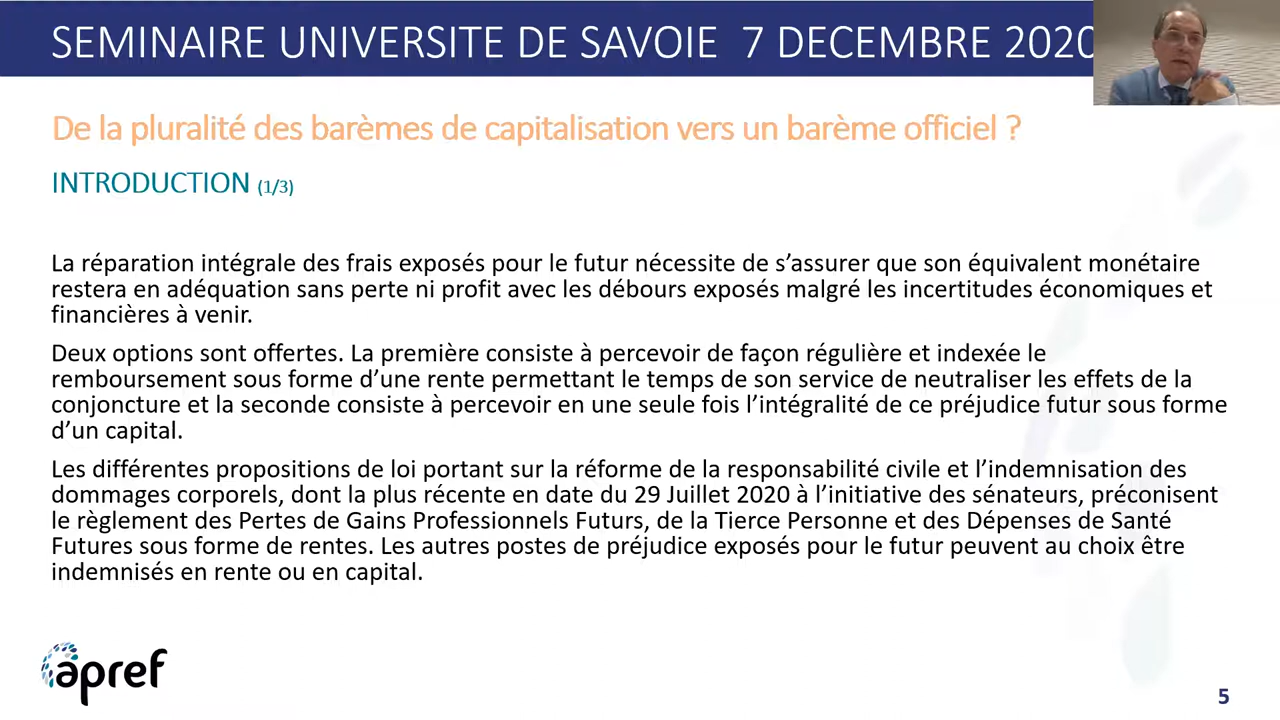 SEMINAIRE UNIVERSITE DE SAVOIE 7 DECEMBRE 2020
De la pluralité des barèmes de capitalisation vers un barème officiel ?
INTRODUCTION (1/3)
La réparation intégrale des frais exposés pour le futur nécessite de s’assurer que son équivalent monétaire
restera en adéquation sans perte ni profit avec les débours exposés malgré les incertitudes économiques et
financières à venir.
Deux options sont offertes. La première consiste à percevoir de façon régulière et indexée le
remboursement sous forme d’une rente permettant le temps de son service de neutraliser les effets de la
conjoncture et la seconde consiste à percevoir en une seule fois l’intégralité de ce préjudice futur sous forme
d’un capital.
Les différentes propositions de loi portant sur la réforme de la responsabilité civile et l’indemnisation des
dommages corporels, dont la plus récente en date du 29 Juillet 2020 à l’initiative des sénateurs, préconisent
le règlement des Pertes de Gains Professionnels Futurs, de la Tierce Personne et des Dépenses de Santé
Futures sous forme de rentes. Les autres postes de préjudice exposés pour le futur peuvent au choix être
indemnisés en rente ou en capital.
apref
5